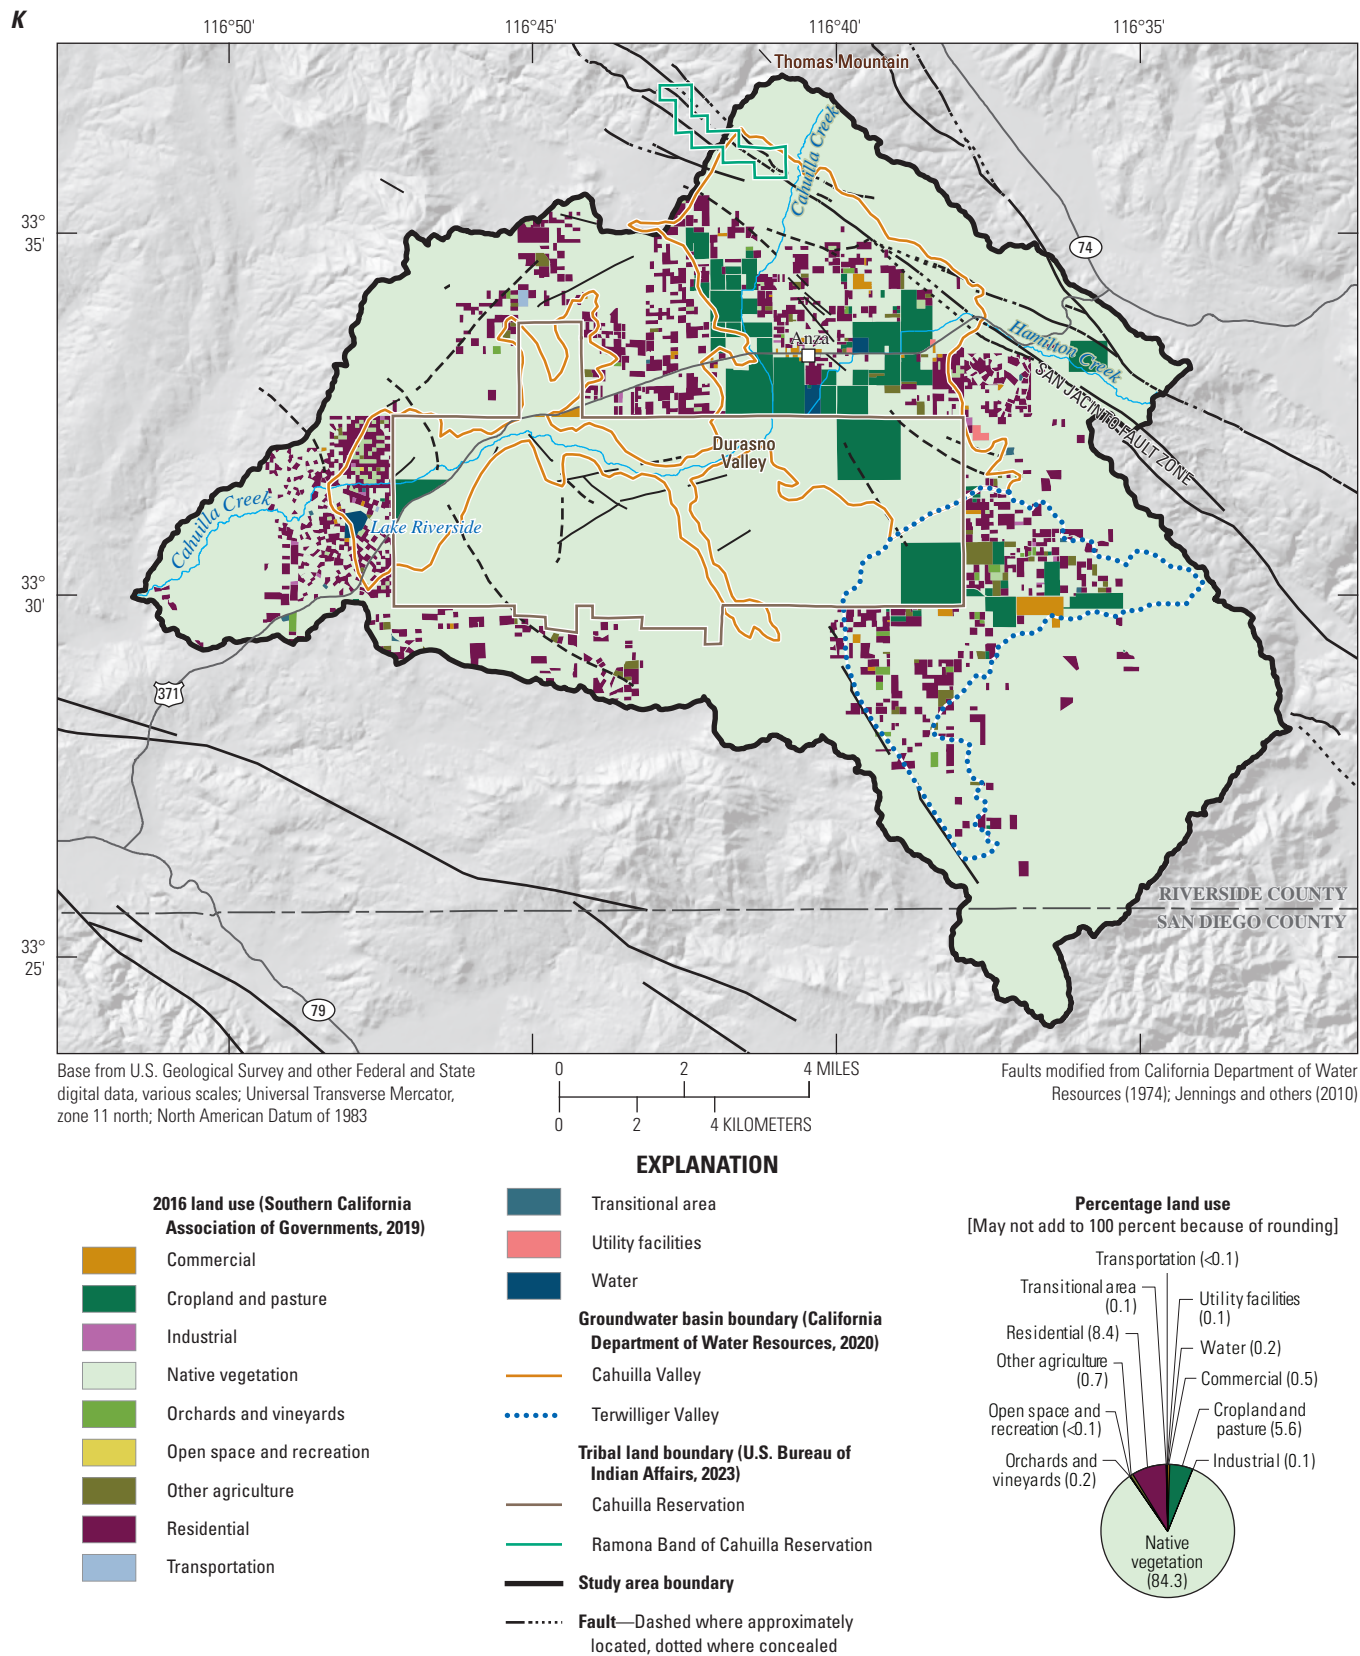 K
116°50'
116°45'
116°40'
116°35'
Thomas Mountain
Cahuilla Creek
33°
35'
74
Hamilton Creek
Anza
SAN JACINTO FAULT ZONE
Durasno
Valley
Cahuilla Creek
Lake Riverside
33°
30'
371
RIVERSIDE COUNTY
SAN DIEGO COUNTY
33°
25'
79
Base from U.S. Geological Survey and other Federal and State
digital data, various scales; Universal Transverse Mercator,
zone 11 north; North American Datum of 1983
0 2 4 MILES
0 2 4 KILOMETERS
Faults modified from California Department of Water
Resources (1974); Jennings and others (2010)
EXPLANATION
2016 land use (Southern California
Association of Governments, 2019)
Commercial
Cropland and pasture
Industrial
Native vegetation
Orchards and vineyards
Open space and recreation
Other agriculture
Residential
Transportation
Transitional area
Utility facilities
Water
Groundwater basin boundary (California
Department of Water Resources, 2020)
Cahuilla Valley
Terwilliger Valley
Tribal land boundary (U.S. Bureau of
Indian Affairs, 2023)
Cahuilla Reservation
Ramona Band of Cahuilla Reservation
Study area boundary
Fault—Dashed where approximately
located, dotted where concealed
Percentage land use
[May not add to 100 percent because of rounding]
Transportation (<0.1)
Transitional area
(0.1)
Utility facilities
(0.1)
Residential (8.4)
Water (0.2)
Other agriculture
(0.7)
Commercial (0.5)
Open space and
recreation (<0.1)
Cropland and
pasture (5.6)
Orchards and
vineyards (0.2)
Industrial (0.1)
Native
vegetation
(84.3)